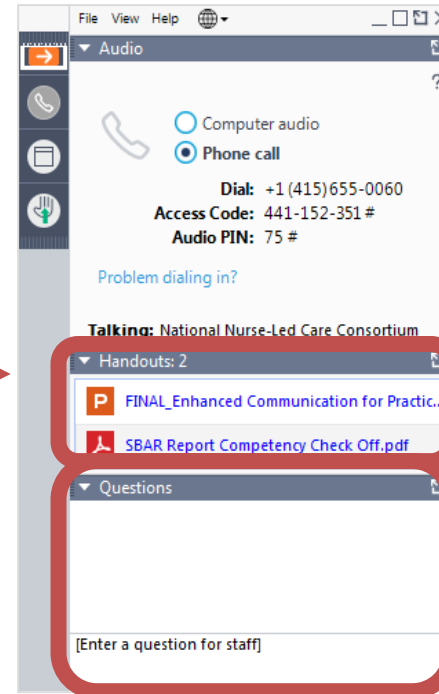 File View Help
Audio
?
Computer audio
Phone call
Dial: +1 (415) 655-0060
Access Code: 441-152-351 #
Audio PIN: 75 #
Problem dialing in?
Talking: National Nurse-Led Care Consortium
Handouts: 2
P FINAL_Enhanced Communication for Practic...
SBAR Report Competency Check Off.pdf
Questions
[Enter a question for staff]